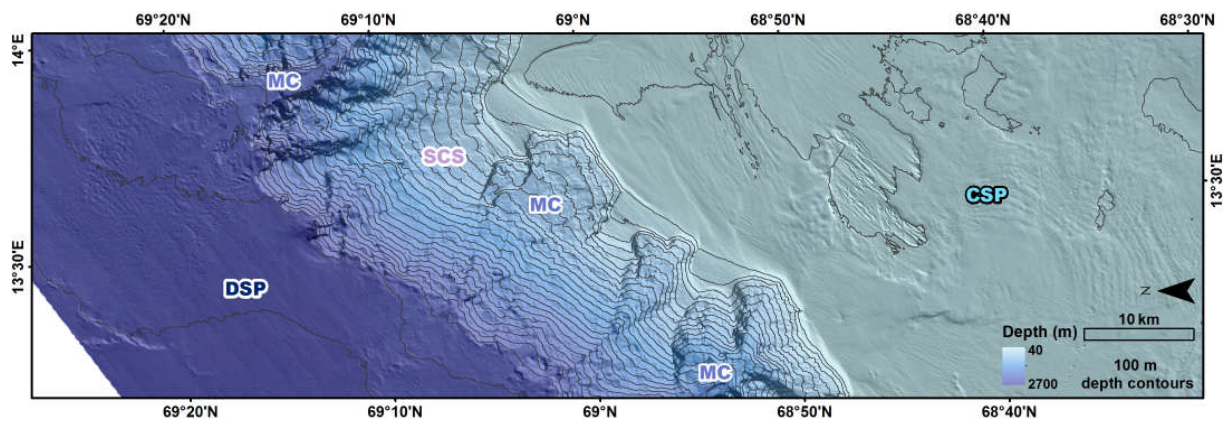 69°20'N 69°10'N 69°N 68°50'N 68°40'N 68°30'N
14°E
MC
SCS
MC
CSP
13°30'E
13°30'E
DSP
N
10 km
Depth (m)
40
100 m
depth contours
2700
MC
69°20'N 69°10'N 69°N 68°50'N 68°40'N